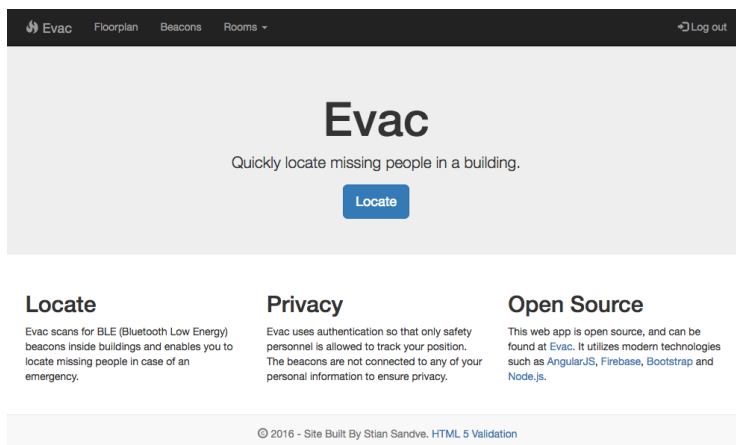 Evac Floorplan Beacons Rooms Log out
Evac
Quickly locate missing people in a building.
Locate
Locate
Evac scans for BLE (Bluetooth Low Energy)
beacons inside buildings and enables you to
locate missing people in case of an
emergency.
Privacy
Evac uses authentication so that only safety
personnel is allowed to track your position.
The beacons are not connected to any of your
personal information to ensure privacy.
Open Source
This web app is open source, and can be
found at Evac. It utilizes modern technologies
such as AngularJS, Firebase, Bootstrap and
Node.js.
© 2016 - Site Built By Stian Sandve. HTML 5 Validation